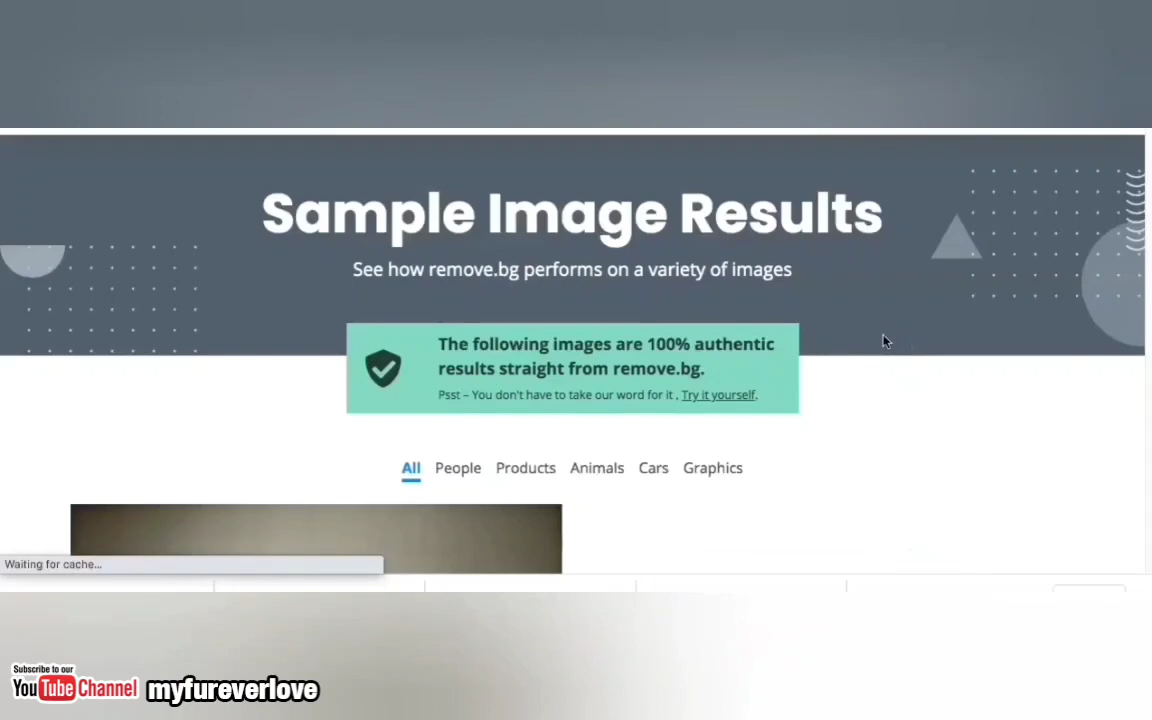 Sample Image Results
See how remove.bg performs on a variety of images
The following images are 100% authentic
results straight from remove.bg.
Psst – You don't have to take our word for it . Try it yourself.
All People Products Animals Cars Graphics
Waiting for cache...
Subscribe to our
YouTube Channel myfureverlove